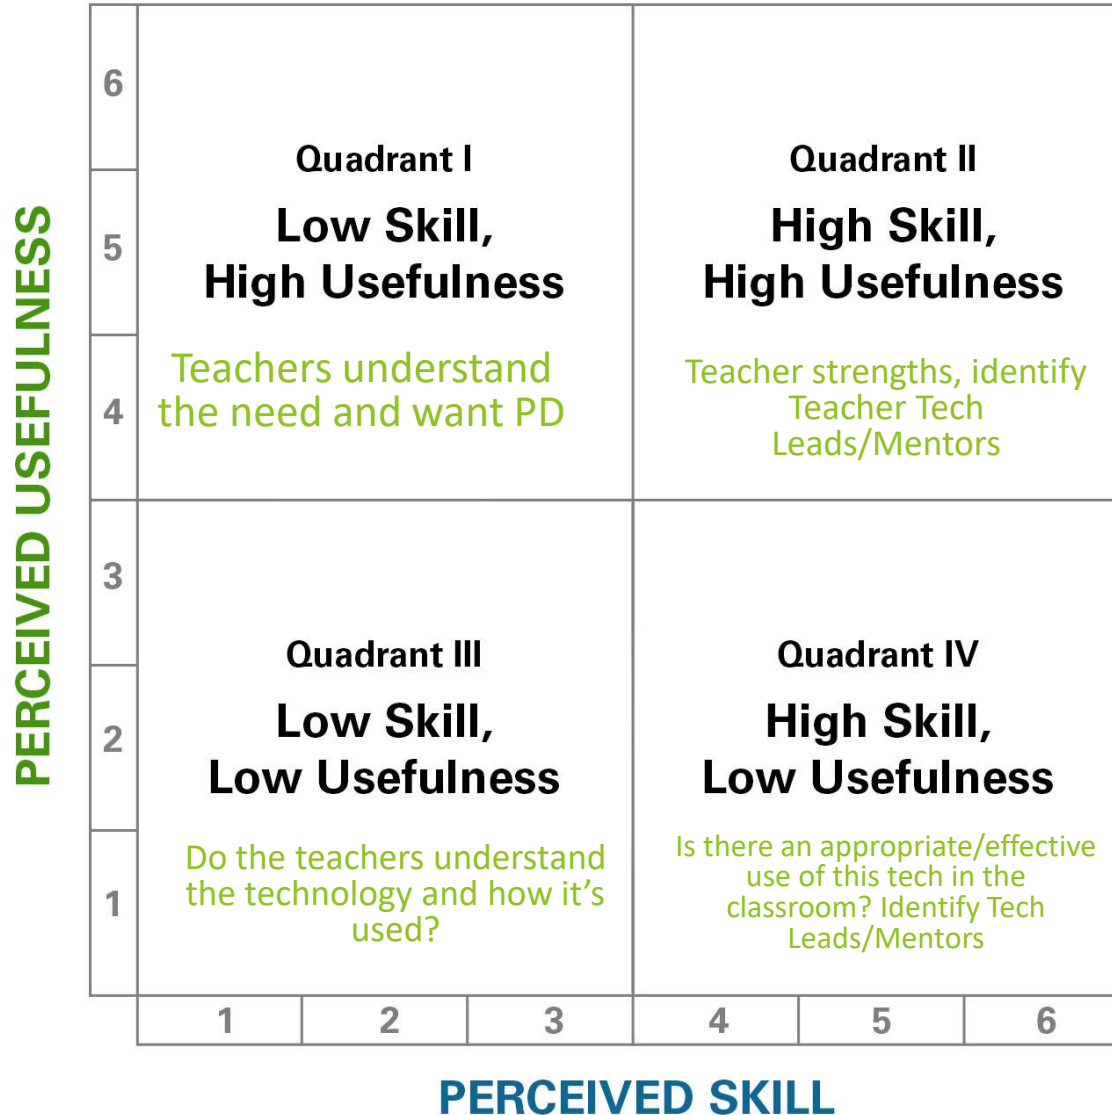 PERCEIVED USEFULNESS
6
5
4
3
2
1
Quadrant I
Low Skill,
High Usefulness
Teachers understand
the need and want PD
Quadrant II
High Skill,
High Usefulness
Teacher strengths, identify
Teacher Tech
Leads/Mentors
Quadrant III
Low Skill,
Low Usefulness
Do the teachers understand
the technology and how it's
used?
Quadrant IV
High Skill,
Low Usefulness
Is there an appropriate/effective
use of this tech in the
classroom? Identify Tech
Leads/Mentors
1 2 3 4 5 6
PERCEIVED SKILL